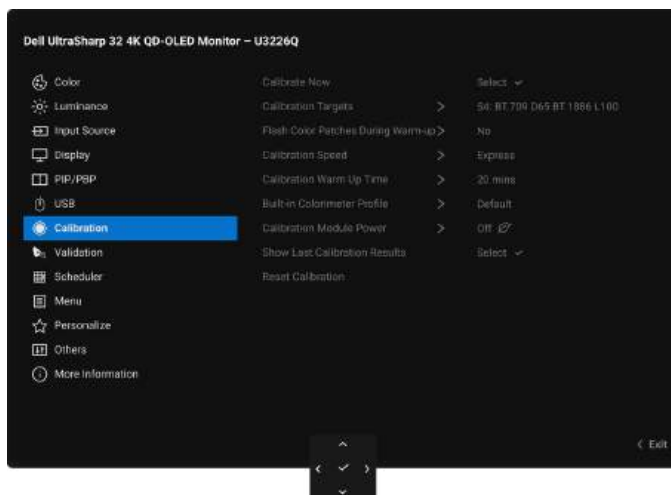 Dell UltraSharp 32 4K QD-OLED Monitor – U3226Q
Color
Calibrate Now Select
Luminance
Calibration Targets > S4: BT.709 D65 BT.1886 L100
Input Source
Flash Color Patches During Warm-up > No
Display
Calibration Speed > Express
PIP/PBP
Calibration Warm Up Time > 20 mins
USB
Built-in Colorimeter Profile > Default
Calibration
Calibration Module Power > Off
Validation
Show Last Calibration Results Select
Scheduler
Reset Calibration
Menu
Personalize
Others
More Information
< Exit